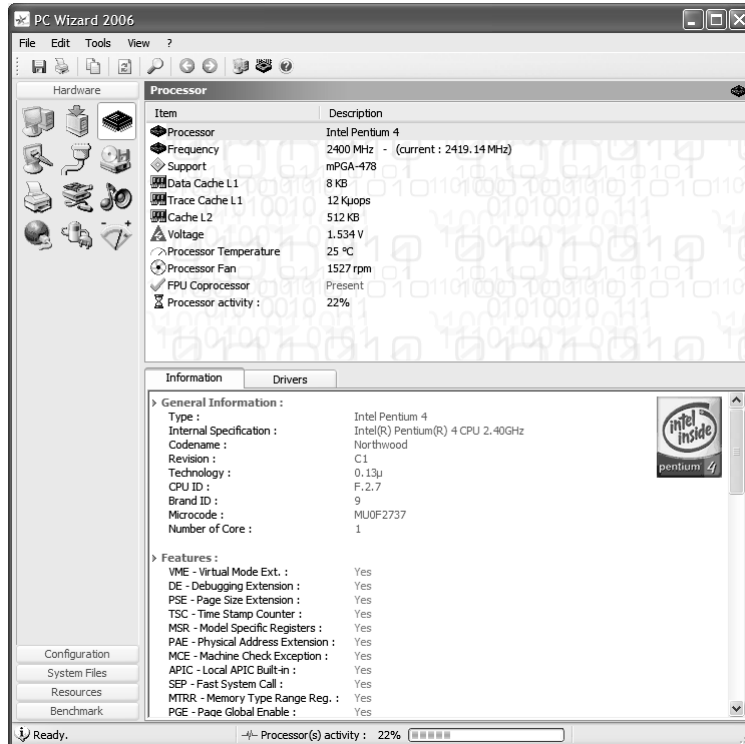 PC Wizard 2006
File Edit Tools View ?
Hardware
Processor
Item Description
Processor Intel Pentium 4
Frequency 2400 MHz - (current : 2419.14 MHz)
Support mPGA-478
Data Cache L1 8 KB
Trace Cache L1 12 Kµops
Cache L2 512 KB
Voltage 1.534 V
Processor Temperature 25 °C
Processor Fan 1527 rpm
FPU Coprocessor Present
Processor activity : 22%
Information Drivers
General Information :
Type : Intel Pentium 4
Internal Specification : Intel(R) Pentium(R) 4 CPU 2.40GHz
Codename : Northwood
Revision : C1
Technology : 0.13µ
CPU ID : F.2.7
Brand ID : 9
Microcode : MU0F2737
Number of Core : 1
intel
inside
pentium 4
Features :
VME - Virtual Mode Ext. : Yes
DE - Debugging Extension : Yes
PSE - Page Size Extension : Yes
TSC - Time Stamp Counter : Yes
MSR - Model Specific Registers : Yes
PAE - Physical Address Extension : Yes
MCE - Machine Check Exception : Yes
APIC - Local APIC Built-in : Yes
SEP - Fast System Call : Yes
MTRR - Memory Type Range Reg. : Yes
PGE - Page Global Enable : Yes
Configuration
System Files
Resources
Benchmark
Ready. Processor(s) activity : 22%